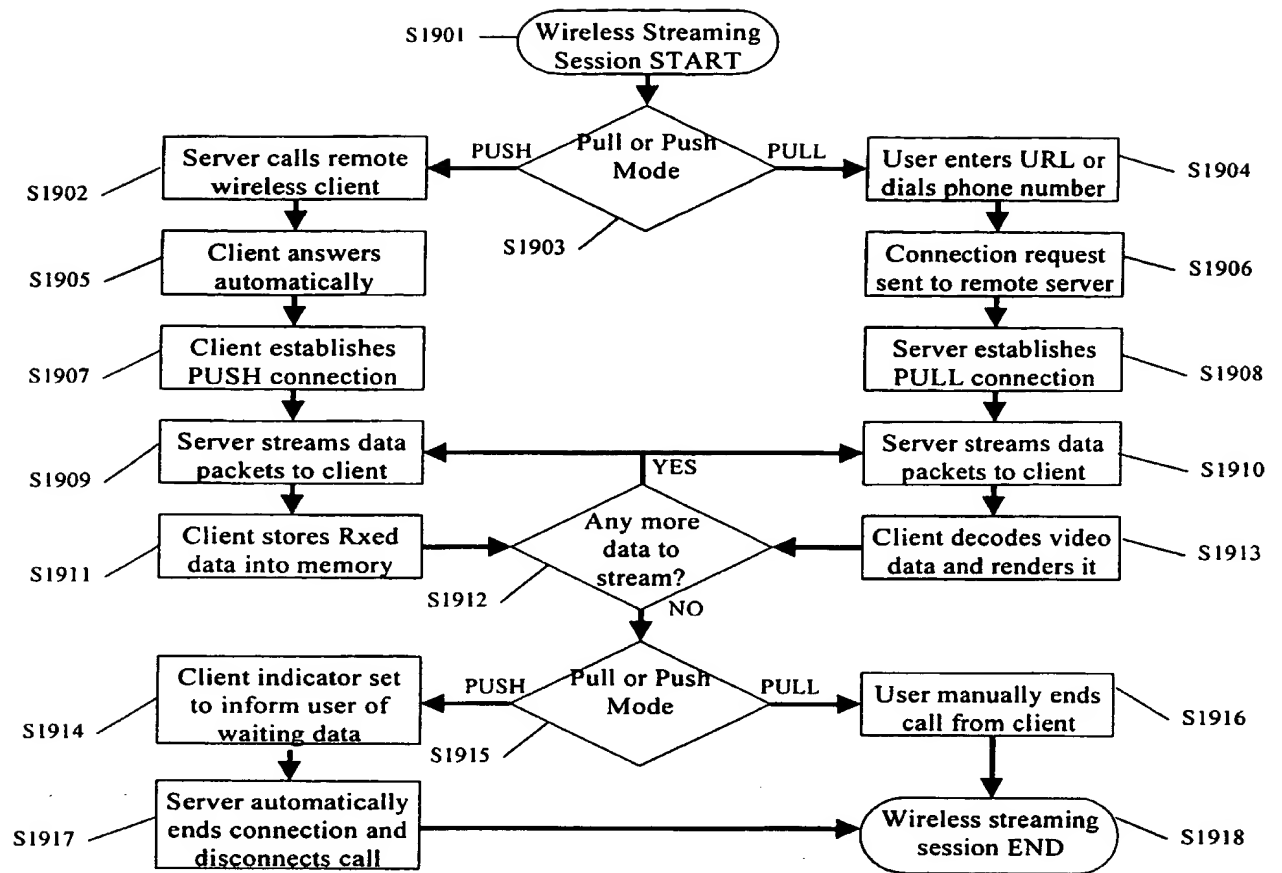 S1901
Wireless Streaming
Session START
Pull or Push
Mode
PUSH
PULL
S1903
Server calls remote
wireless client
S1902
User enters URL or
dials phone number
S1904
Client answers
automatically
S1905
Connection request
sent to remote server
S1906
Client establishes
PUSH connection
S1907
Server establishes
PULL connection
S1908
Server streams data
packets to client
S1909
YES
Server streams data
packets to client
S1910
Client stores Rxed
data into memory
S1911
Any more
data to
stream?
S1912
NO
Client decodes video
data and renders it
S1913
Client indicator set
to inform user of
waiting data
S1914
PUSH
Pull or Push
Mode
PULL
S1915
User manually ends
call from client
S1916
Server automatically
ends connection and
disconnects call
S1917
Wireless streaming
session END
S1918